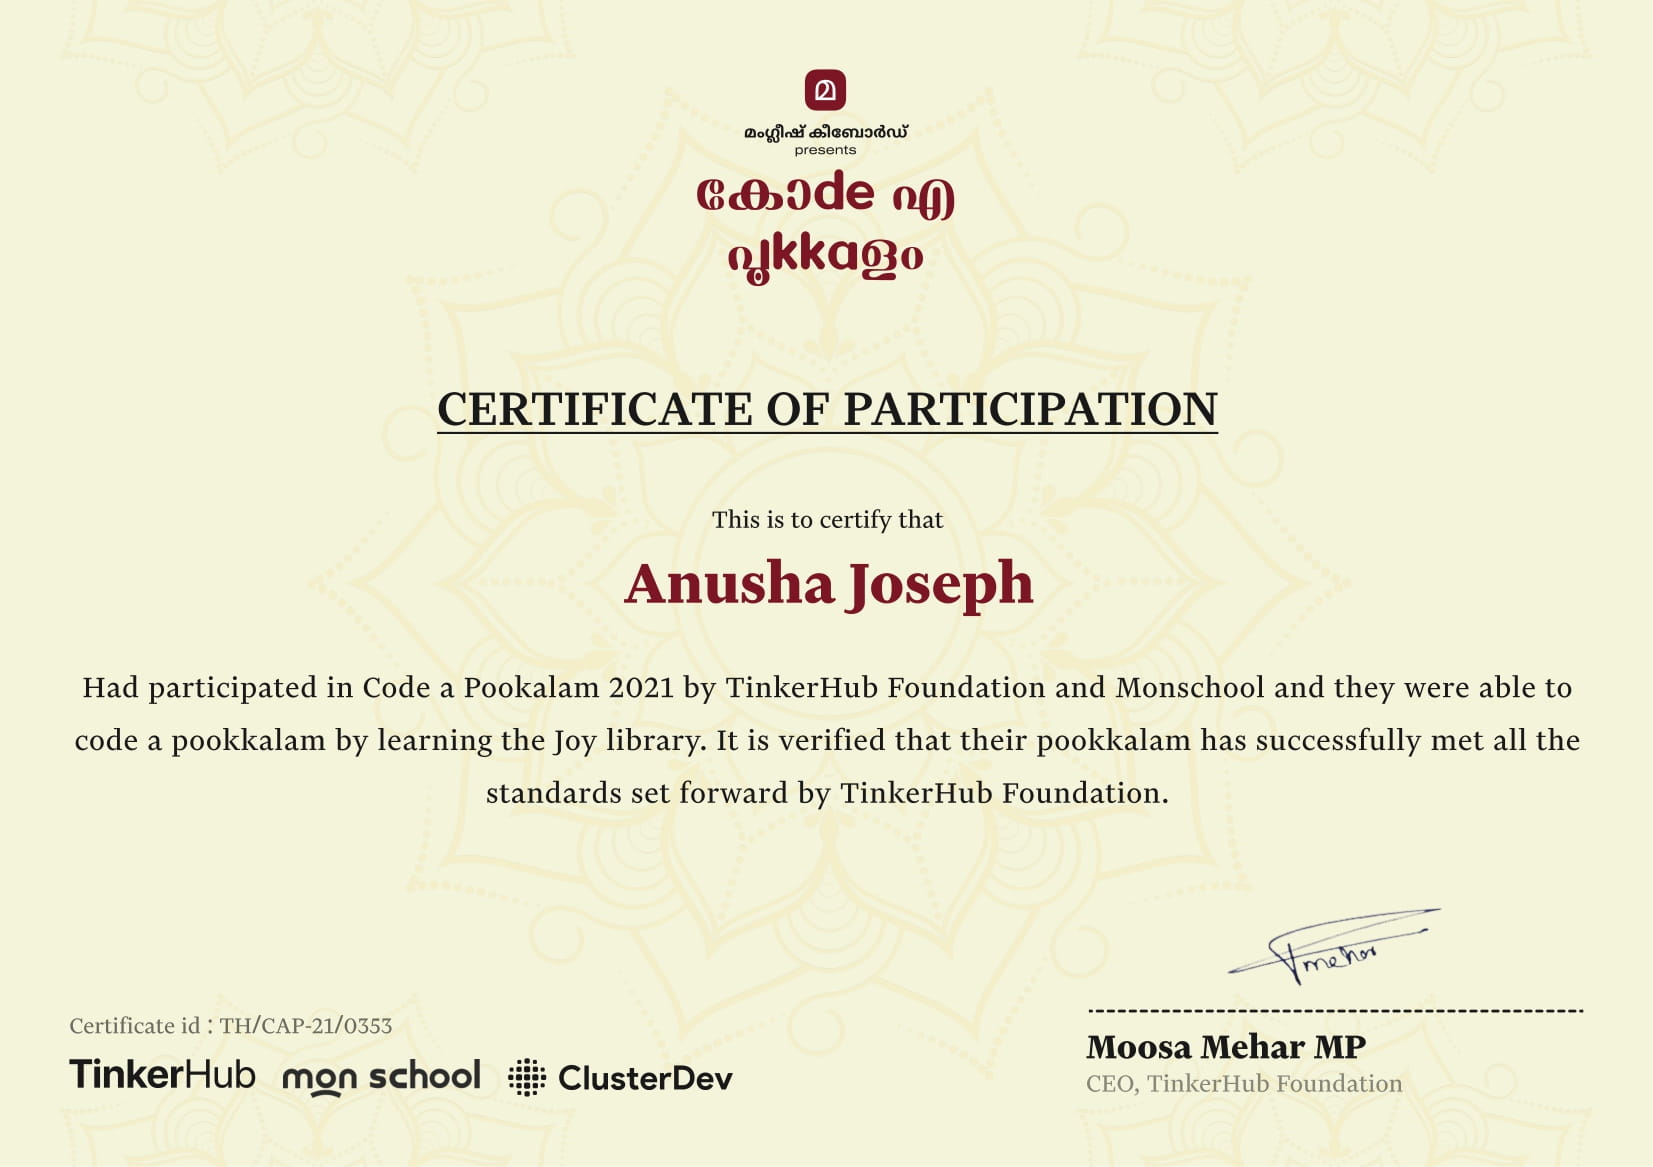 മ
മംഗ്ലീഷ് കീബോർഡ്
presents
കോde എ
പൂkkaളം
CERTIFICATE OF PARTICIPATION
This is to certify that
Anusha Joseph
Had participated in Code a Pookalam 2021 by TinkerHub Foundation and Monschool and they were able to
code a pookkalam by learning the Joy library. It is verified that their pookkalam has successfully met all the
standards set forward by TinkerHub Foundation.
mehar
Certificate id : TH/CAP-21/0353
TinkerHub mon school ClusterDev
Moosa Mehar MP
CEO, TinkerHub Foundation